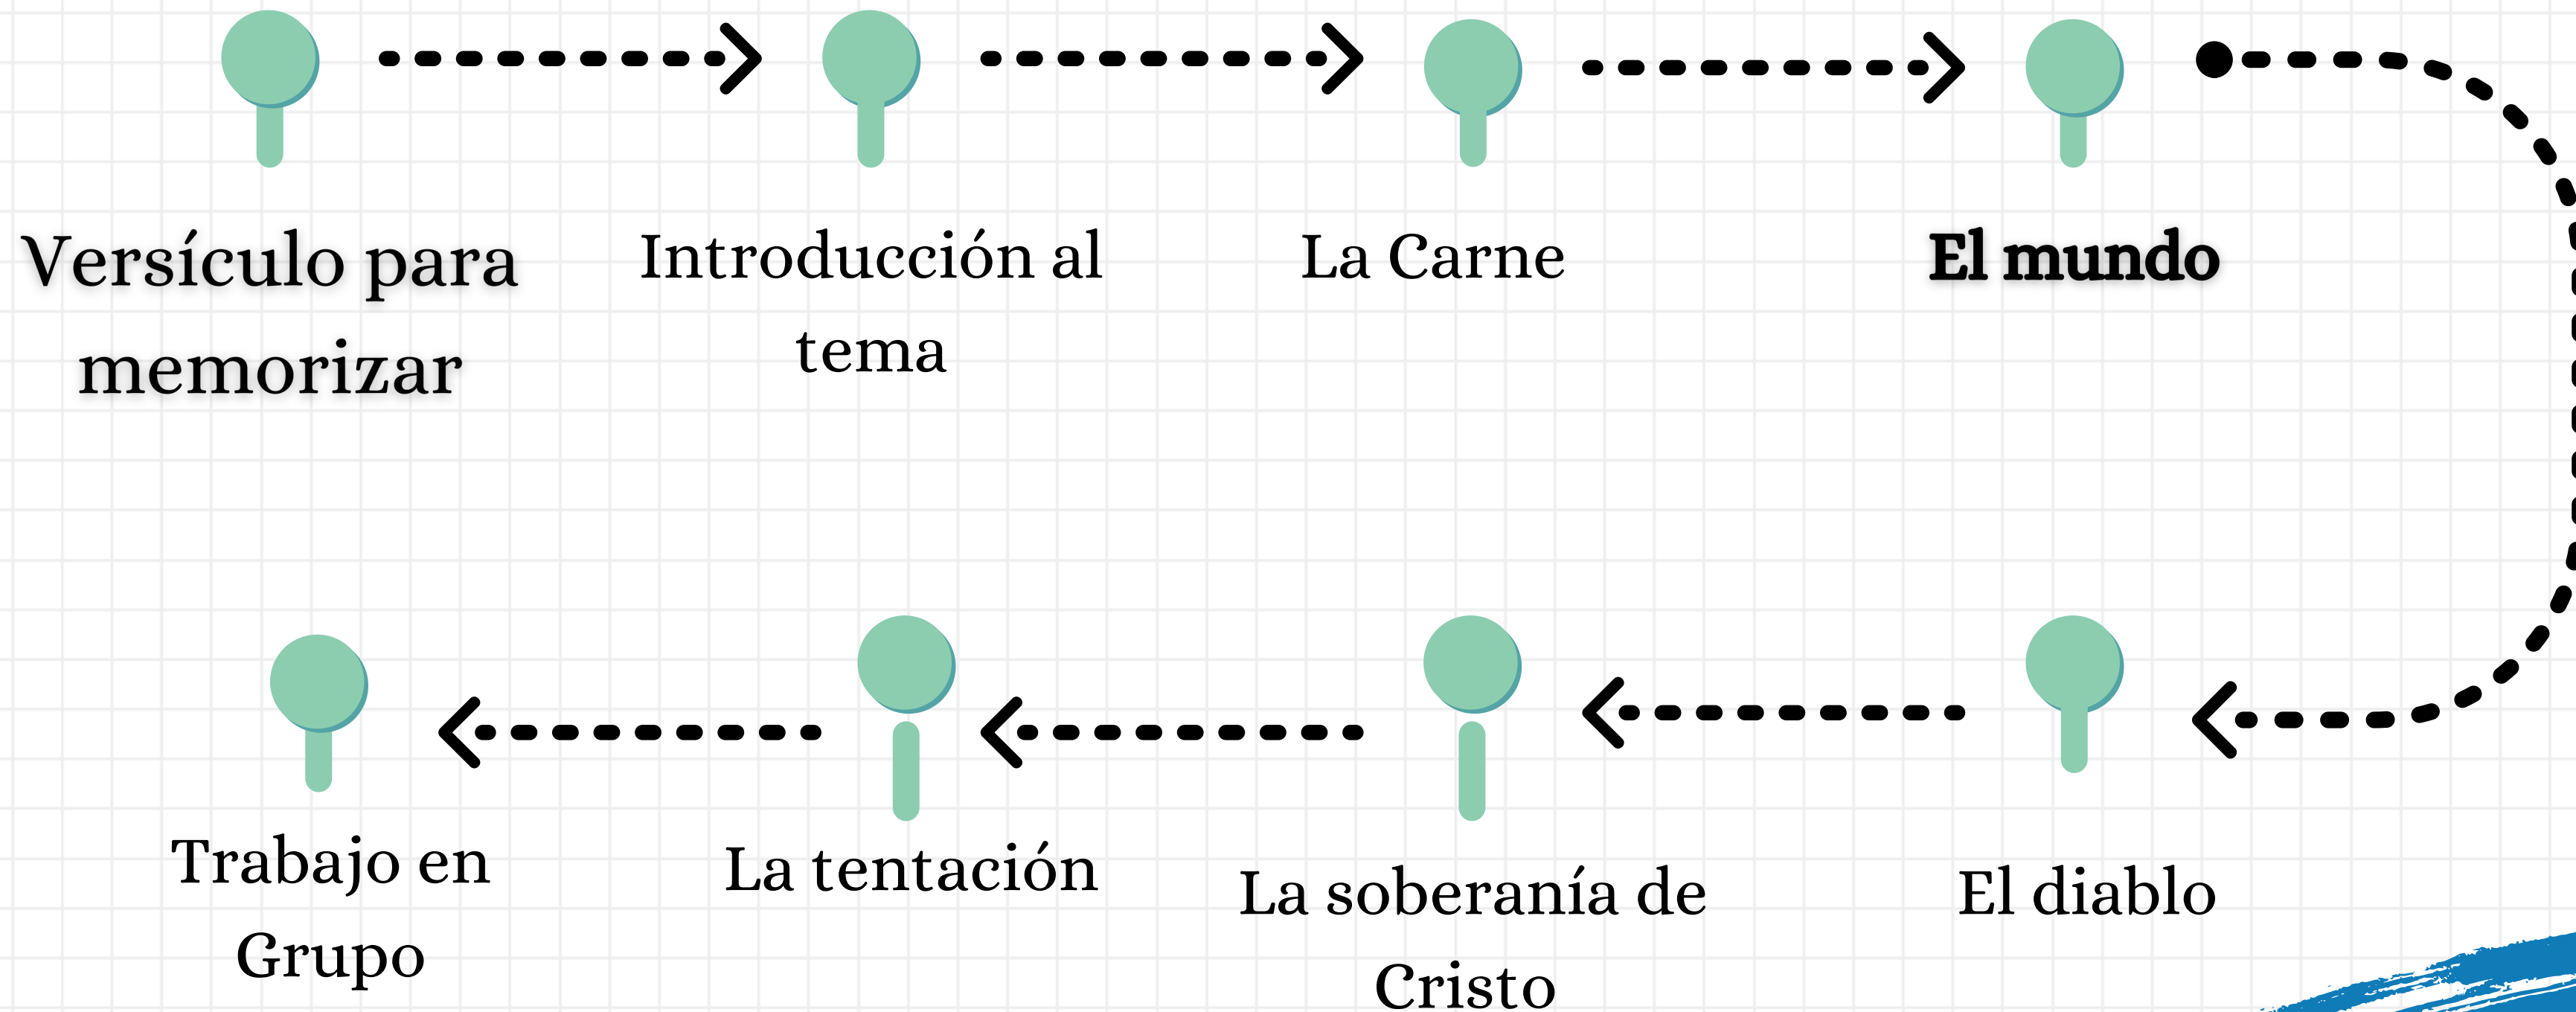 Versículo para
memorizar
Introducción al
tema
La Carne
El mundo
El diablo
La soberanía de
Cristo
La tentación
Trabajo en
Grupo